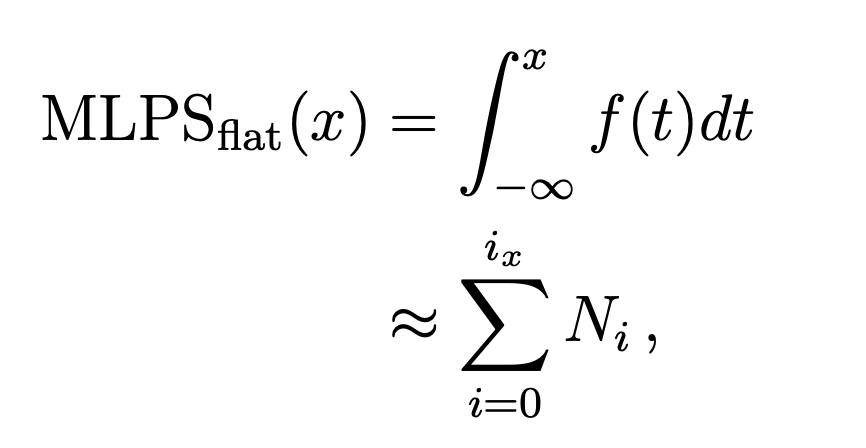 MLPS_flat(x) = ∫_{-∞}^{x} f(t)dt
≈ ∑_{i=0}^{i_x} N_i ,